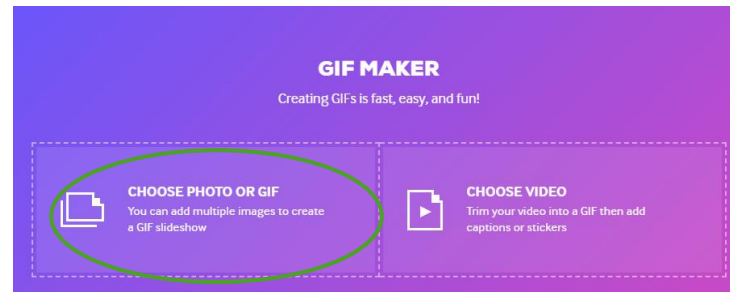 GIF MAKER
Creating GIFs is fast, easy, and fun!
CHOOSE PHOTO OR GIF
You can add multiple images to create
a GIF slideshow
CHOOSE VIDEO
Trim your video into a GIF then add
captions or stickers